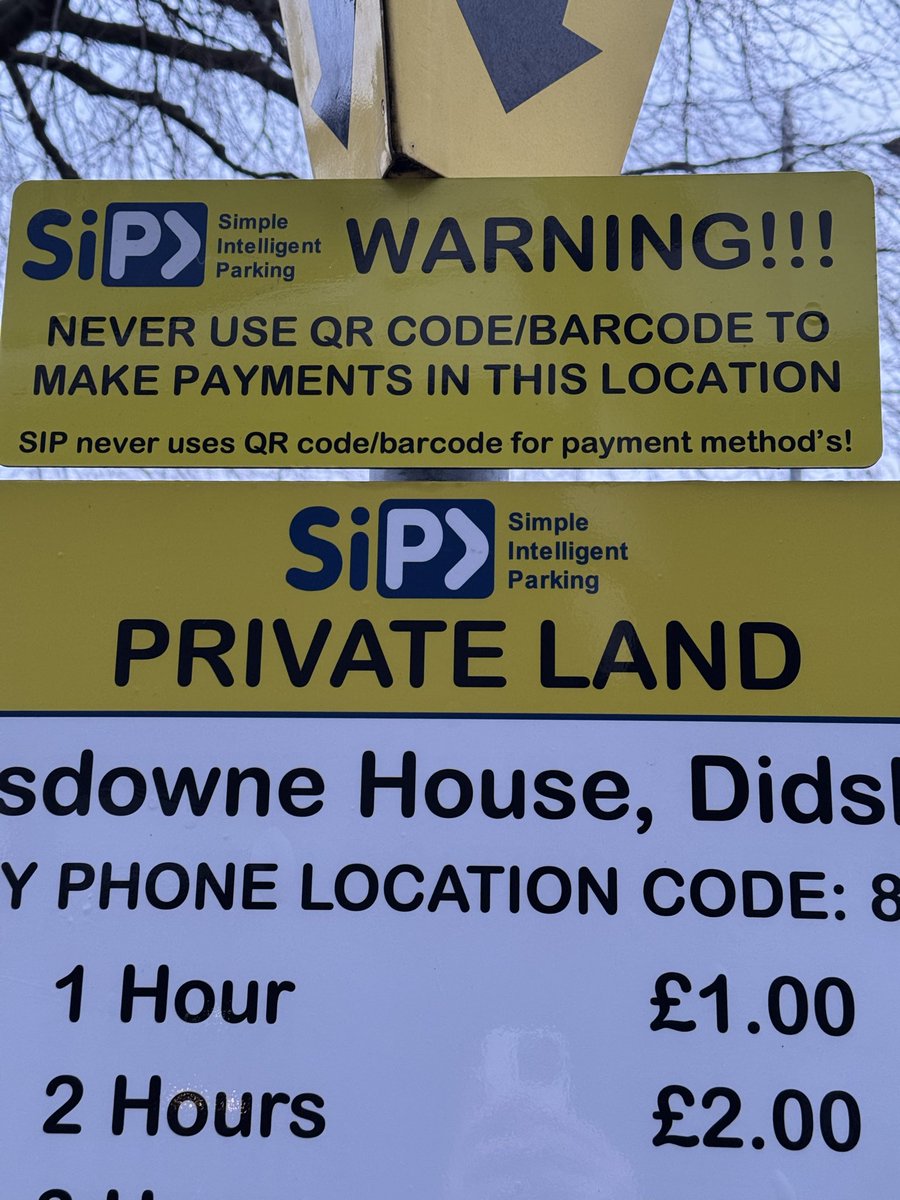 SiP Simple Intelligent Parking WARNING!!!
NEVER USE QR CODE/BARCODE TO
MAKE PAYMENTS IN THIS LOCATION
SIP never uses QR code/barcode for payment method's!
SiP Simple Intelligent Parking
PRIVATE LAND
sdowne House, Dids
Y PHONE LOCATION CODE: 8
1 Hour £1.00
2 Hours £2.00